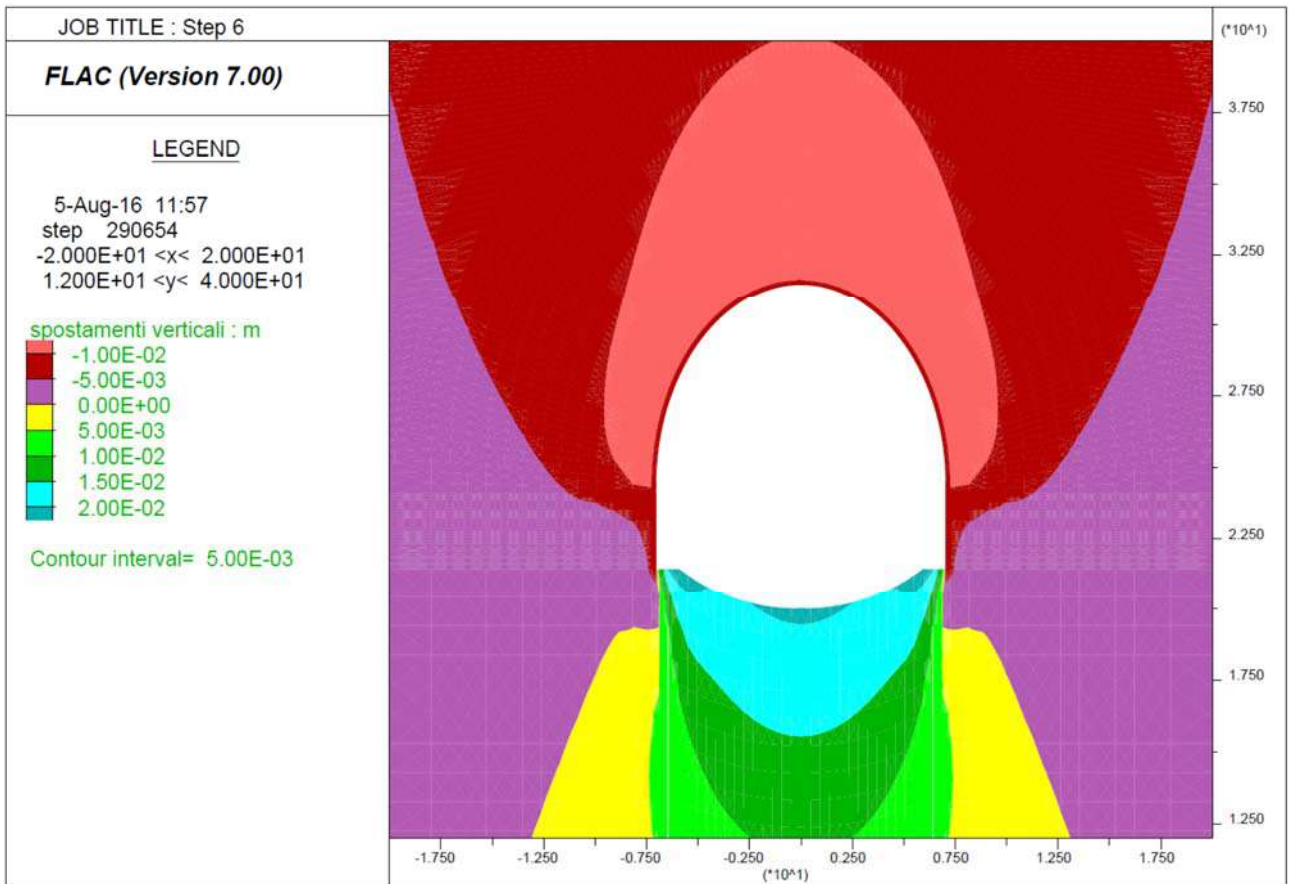 JOB TITLE : Step 6
(*10^1)
FLAC (Version 7.00)
LEGEND
5-Aug-16 11:57
step 290654
-2.000E+01 <x< 2.000E+01
1.200E+01 <y< 4.000E+01
spostamenti verticali : m
-1.00E-02
-5.00E-03
0.00E+00
5.00E-03
1.00E-02
1.50E-02
2.00E-02
Contour interval= 5.00E-03
3.750
3.250
2.750
2.250
1.750
1.250
-1.750 -1.250 -0.750 -0.250 0.250 0.750 1.250 1.750
(*10^1)